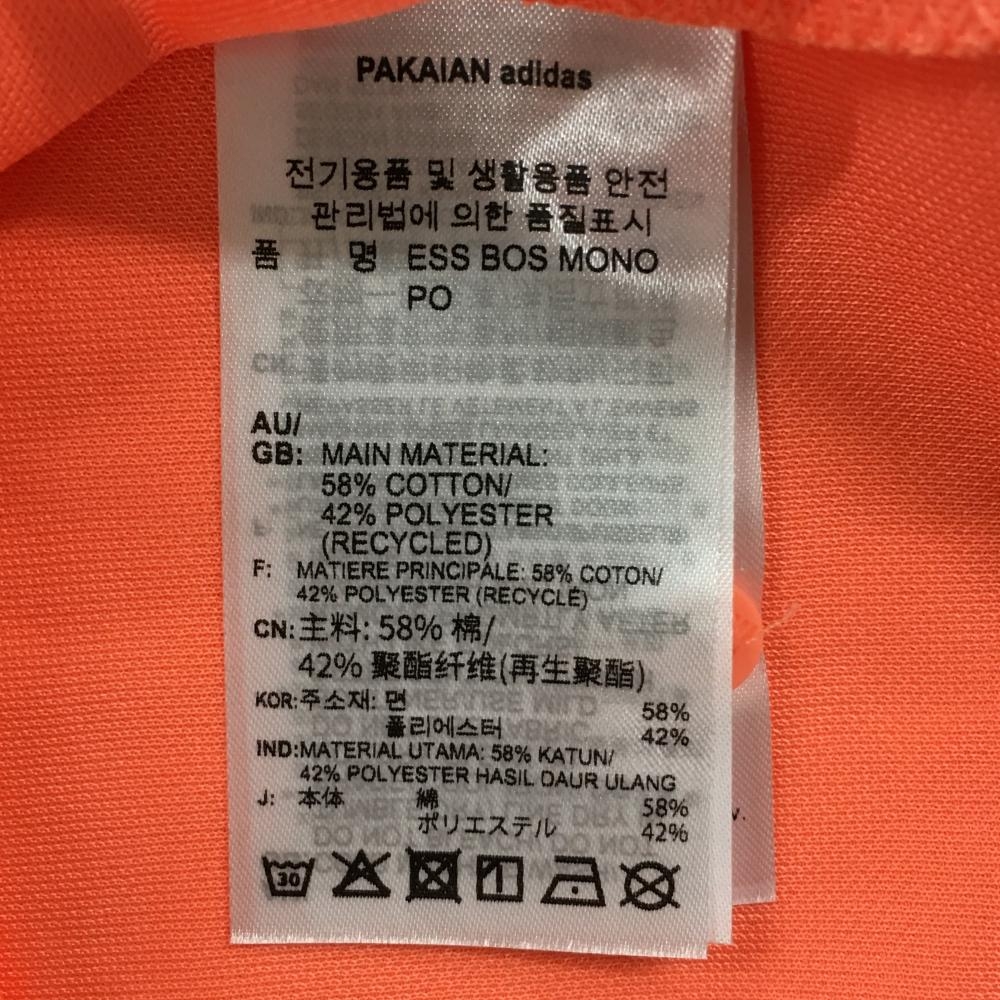 PAKAIAN adidas
전기용품 및 생활용품 안전
관리법에 의한 품질표시
품 명 ESS BOS MONO
PO
AU/
GB: MAIN MATERIAL:
58% COTTON/
42% POLYESTER
(RECYCLED)
F: MATIERE PRINCIPALE: 58% COTON/
42% POLYESTER (RECYCLÉ)
CN: 主料: 58% 棉/
42% 聚酯纤维(再生聚酯)
KOR: 주소재: 면 58%
폴리에스터 42%
IND: MATERIAL UTAMA: 58% KATUN/
42% POLYESTER HASIL DAUR ULANG
J: 本体 綿 58%
ポリエステル 42%
30